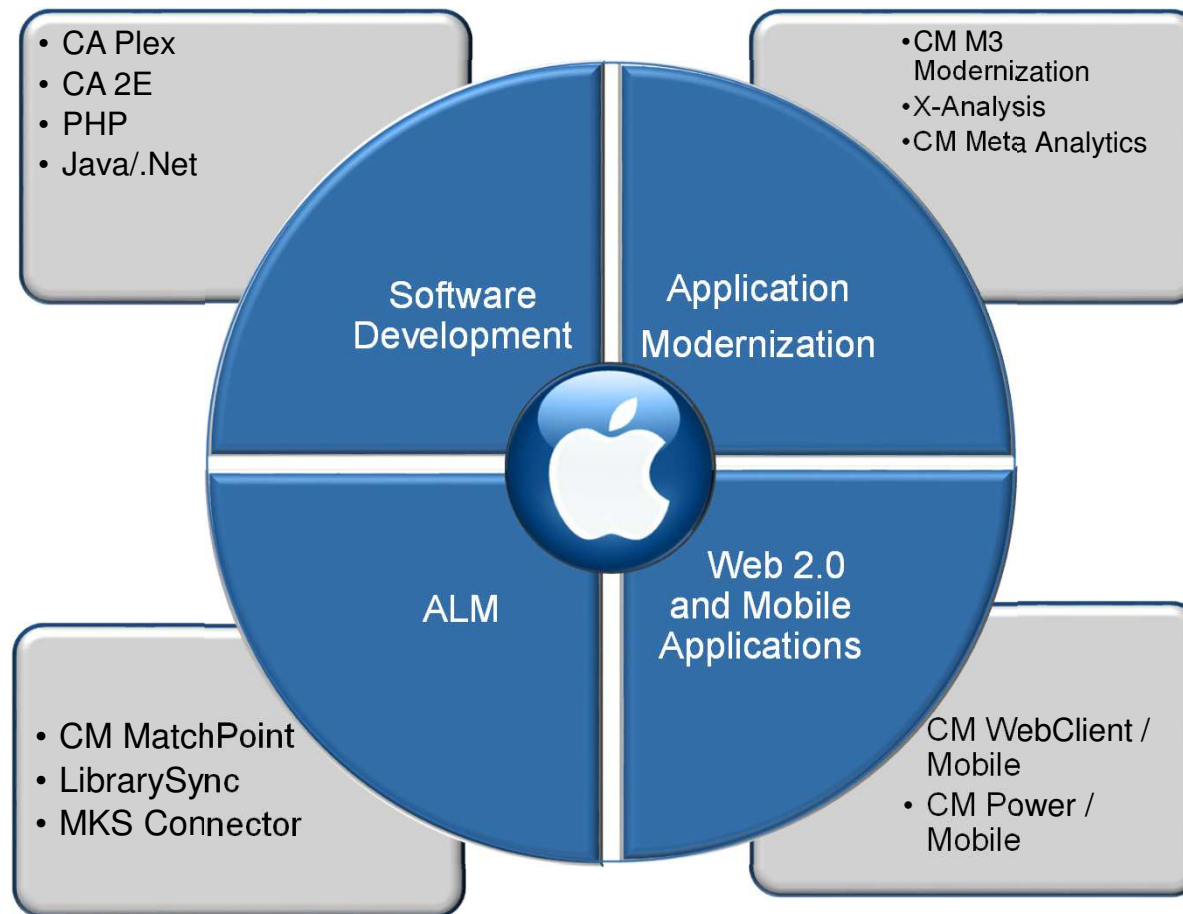 • CA Plex
• CA 2E
• PHP
• Java/.Net
•CM M3
Modernization
•X-Analysis
•CM Meta Analytics
Software
Development
Application
Modernization
ALM
Web 2.0
and Mobile
Applications
• CM MatchPoint
• LibrarySync
• MKS Connector
CM WebClient /
Mobile
• CM Power /
Mobile